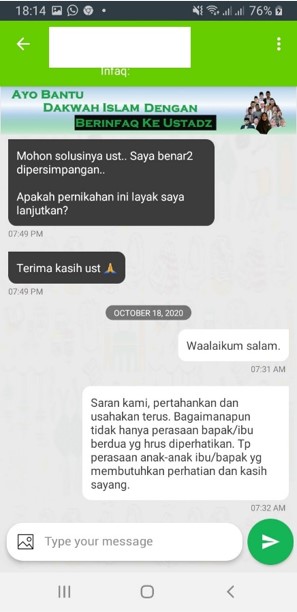 18:14
76%
Infaq:
AYO BANTU
DAKWAH ISLAM DENGAN
BERINFAQ KE USTADZ
Mohon solusinya ust.. Saya benar2
dipersimpangan..
Apakah pernikahan ini layak saya
lanjutkan?
07:49 PM
Terima kasih ust 🙏
07:49 PM
OCTOBER 18, 2020
Waalaikum salam.
07:31 AM
Saran kami, pertahankan dan
usahakan terus. Bagaimanapun
tidak hanya perasaan bapak/ibu
berdua yg hrus diperhatikan. Tp
perasaan anak-anak ibu/bapak yg
membutuhkan perhatian dan kasih
sayang.
07:32 AM
Type your message